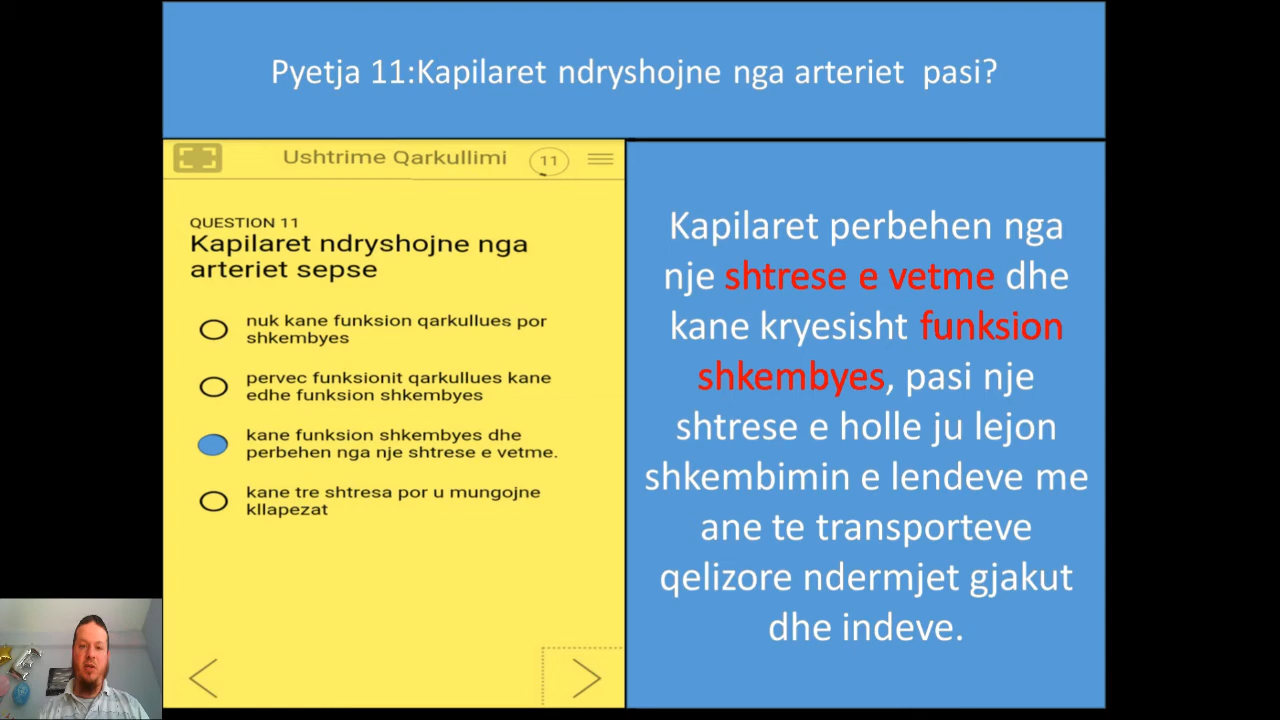 Pyetja 11:Kapilaret ndryshojne nga arteriet  pasi?
Ushtrime Qarkullimi
11
QUESTION 11
Kapilaret ndryshojne nga
arteriet sepse
nuk kane funksion qarkullues por
shkembyes
pervec funksionit qarkullues kane
edhe funksion shkembyes
kane funksion shkembyes dhe
perbehen nga nje shtrese e vetme.
kane tre shtresa por u mungojne
kllapezat
Kapilaret perbehen nga
nje shtrese e vetme dhe
kane kryesisht funksion
shkembyes, pasi nje
shtrese e holle ju lejon
shkembimin e lendeve me
ane te transporteve
qelizore ndermjet gjakut
dhe indeve.